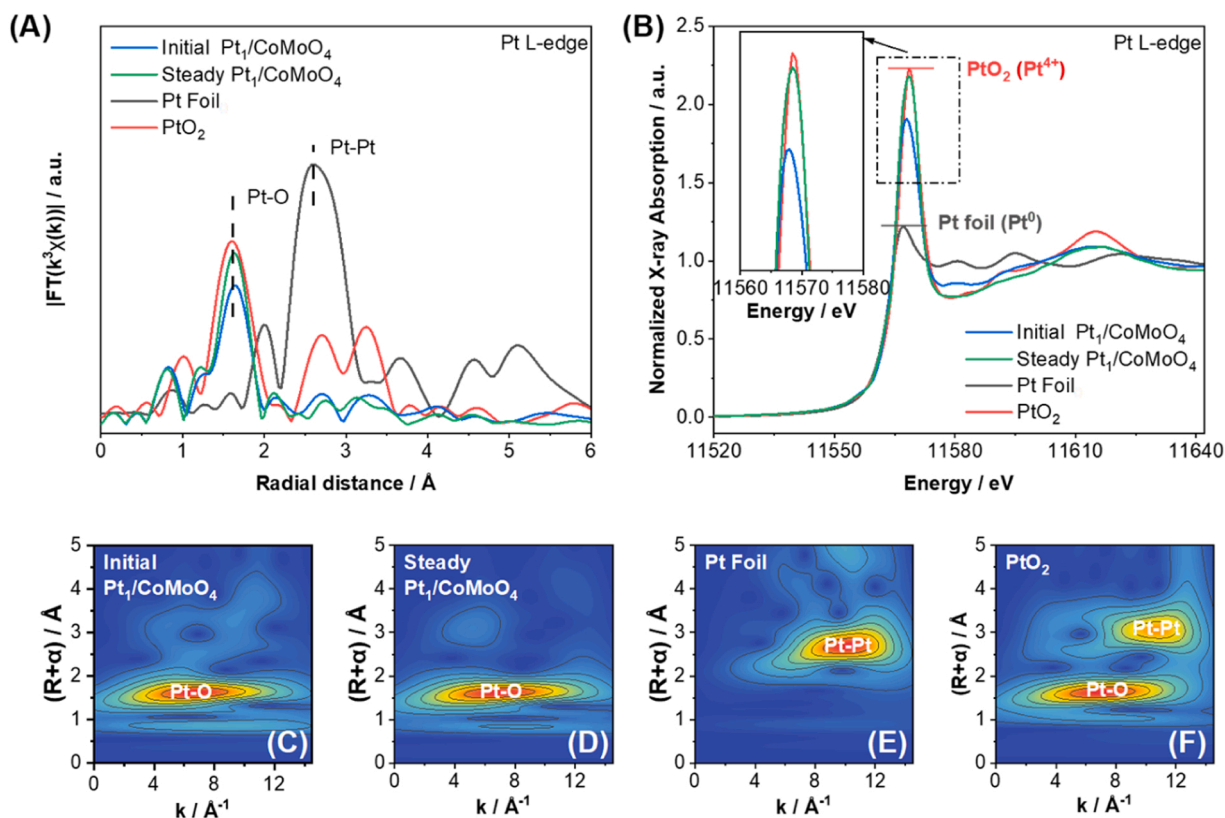 (A)
Initial Pt₁/CoMoO₄
Steady Pt₁/CoMoO₄
Pt Foil
PtO₂
Pt L-edge
Pt-Pt
Pt-O
|FT(k³χ(k))| / a.u.
0 1 2 3 4 5 6
Radial distance / Å
(B)
2.5
2.0
1.5
1.0
0.5
0.0
Normalized X-ray Absorption / a.u.
Pt L-edge
PtO₂ (Pt⁴⁺)
Pt foil (Pt⁰)
11560 11570 11580
Energy / eV
Initial Pt₁/CoMoO₄
Steady Pt₁/CoMoO₄
Pt Foil
PtO₂
11520 11560 11580 11610 11640
Energy / eV
5
4
3
2
1
0
(R+α) / Å
Initial
Pt₁/CoMoO₄
Pt-O
(C)
0 4 8 12
k / Å⁻¹
5
4
3
2
1
0
(R+α) / Å
Steady
Pt₁/CoMoO₄
Pt-O
(D)
0 4 8 12
k / Å⁻¹
5
4
3
2
1
0
(R+α) / Å
Pt Foil
Pt-Pt
(E)
0 4 8 12
k / Å⁻¹
5
4
3
2
1
0
(R+α) / Å
PtO₂
Pt-Pt
Pt-O
(F)
0 4 8 12
k / Å⁻¹